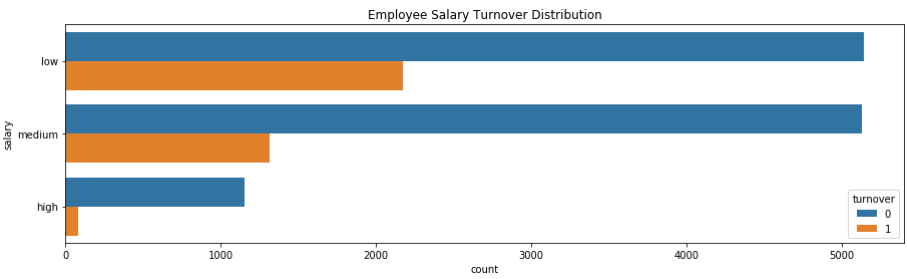 Employee Salary Turnover Distribution
salary
low
medium
high
turnover
0
1
0 1000 2000 3000 4000 5000
count